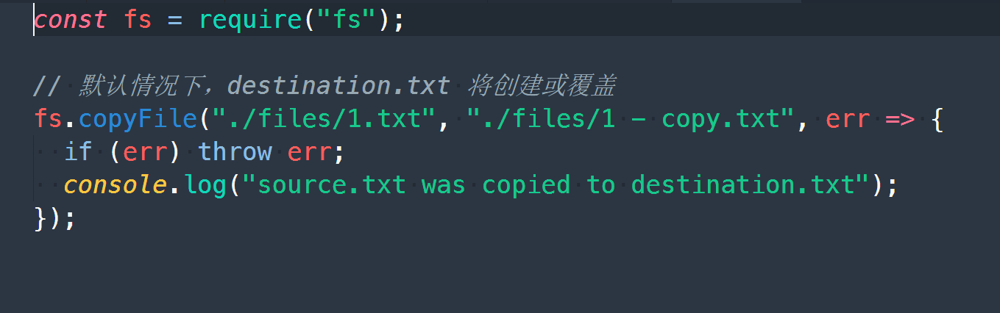 const fs = require("fs");
// 默认情况下，destination.txt 将创建或覆盖
fs.copyFile("./files/1.txt", "./files/1 - copy.txt", err => {
  if (err) throw err;
  console.log("source.txt was copied to destination.txt");
});